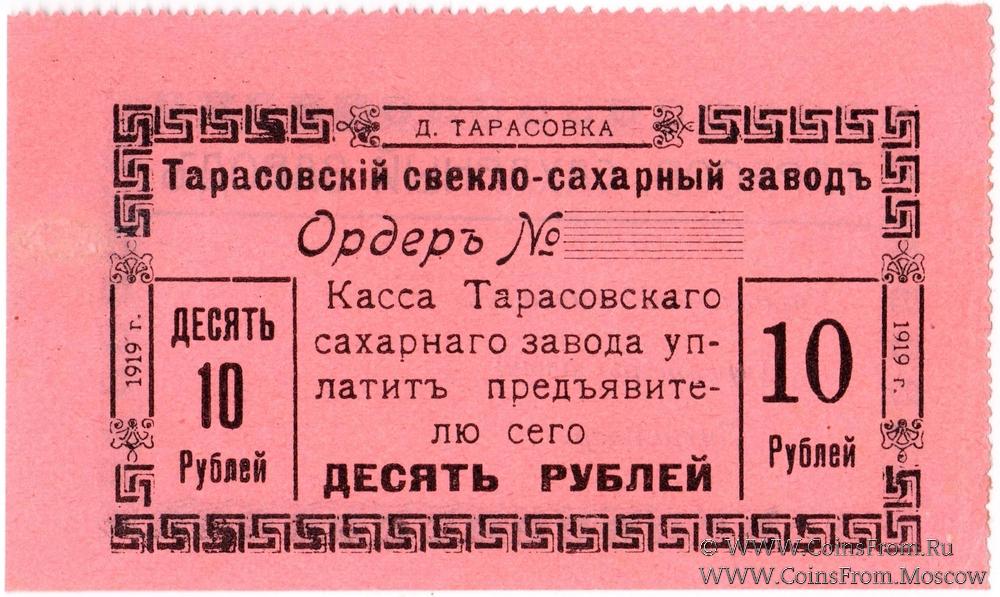 Д. ТАРАСОВКА
Тарасовскій свекло-сахарный заводъ
Ордеръ №
1919 г.
ДЕСЯТЬ
10
Рублей
Касса Тарасовскаго
сахарнаго завода уп-
латитъ предъявите-
лю сего
ДЕСЯТЬ РУБЛЕЙ
10
Рублей
1919 г.
© WWW.CoinsFrom.Ru
WWW.CoinsFrom.Moscow